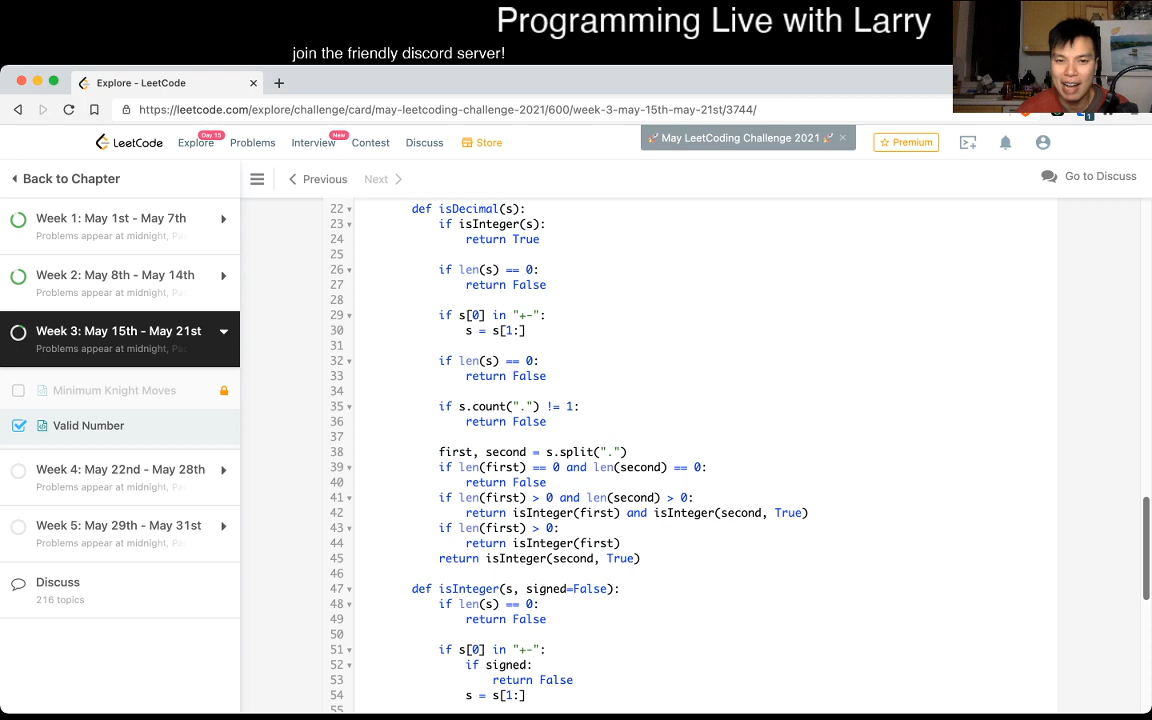 Programming Live with Larry
join the friendly discord server!
Explore - LeetCode
https://leetcode.com/explore/challenge/card/may-leetcoding-challenge-2021/600/week-3-may-15th-may-21st/3744/
LeetCode
Explore
Day 15
Problems
Interview
New
Contest
Discuss
Store
May LeetCoding Challenge 2021
Premium
1
Back to Chapter
Previous
Next
Go to Discuss
Week 1: May 1st - May 7th
Problems appear at midnight,
Week 2: May 8th - May 14th
Problems appear at midnight,
Week 3: May 15th - May 21st
Problems appear at midnight,
Minimum Knight Moves
Valid Number
Week 4: May 22nd - May 28th
Problems appear at midnight,
Week 5: May 29th - May 31st
Problems appear at midnight,
Discuss
216 topics
22 def isDecimal(s):
23 if isInteger(s):
24 return True
25
26 if len(s) == 0:
27 return False
28
29 if s[0] in "+-":
30 s = s[1:]
31
32 if len(s) == 0:
33 return False
34
35 if s.count(".") != 1:
36 return False
37
38 first, second = s.split(".")
39 if len(first) == 0 and len(second) == 0:
40 return False
41 if len(first) > 0 and len(second) > 0:
42 return isInteger(first) and isInteger(second, True)
43 if len(first) > 0:
44 return isInteger(first)
45 return isInteger(second, True)
46
47 def isInteger(s, signed=False):
48 if len(s) == 0:
49 return False
50
51 if s[0] in "+-":
52 if signed:
53 return False
54 s = s[1:]
55